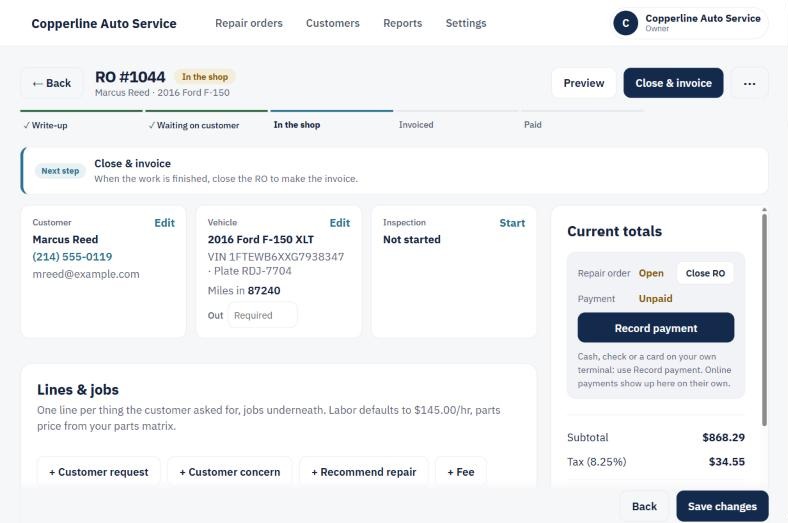 Copperline Auto Service
Repair orders
Customers
Reports
Settings
C
Copperline Auto Service
Owner
← Back
RO #1044
In the shop
Marcus Reed · 2016 Ford F-150
Preview
Close & invoice
...
✓ Write-up
✓ Waiting on customer
In the shop
Invoiced
Paid
Next step
Close & invoice
When the work is finished, close the RO to make the invoice.
Customer
Edit
Marcus Reed
(214) 555-0119
mreed@example.com
Vehicle
Edit
2016 Ford F-150 XLT
VIN 1FTEWB6XXG7938347
· Plate RDJ-7704
Miles in 87240
Out Required
Inspection
Start
Not started
Current totals
Repair order Open Close RO
Payment Unpaid
Record payment
Cash, check or a card on your own
terminal: use Record payment. Online
payments show up here on their own.
Subtotal $868.29
Tax (8.25%) $34.55
Lines & jobs
One line per thing the customer asked for, jobs underneath. Labor defaults to $145.00/hr, parts
price from your parts matrix.
+ Customer request
+ Customer concern
+ Recommend repair
+ Fee
Back
Save changes